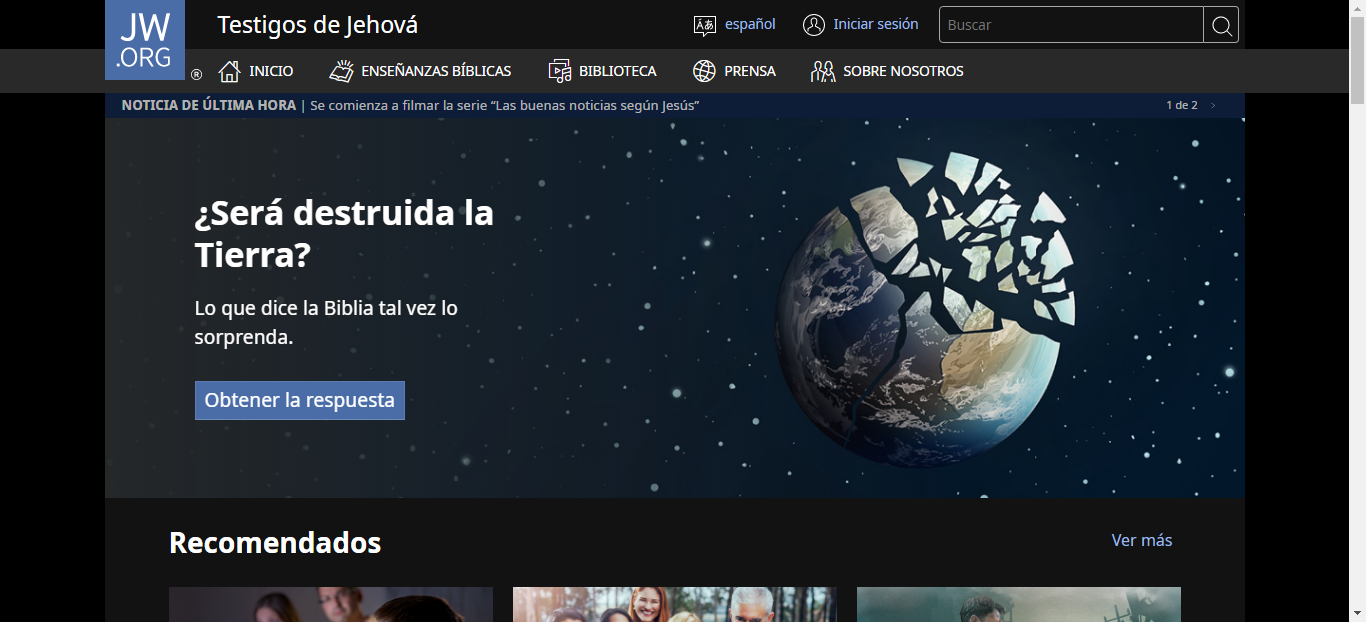 JW
.ORG
®
Testigos de Jehová
español
Iniciar sesión
Buscar
INICIO
ENSEÑANZAS BÍBLICAS
BIBLIOTECA
PRENSA
SOBRE NOSOTROS
NOTICIA DE ÚLTIMA HORA | Se comienza a filmar la serie “Las buenas noticias según Jesús”
1 de 2
¿Será destruida la
Tierra?
Lo que dice la Biblia tal vez lo
sorprenda.
Obtener la respuesta
Recomendados
Ver más